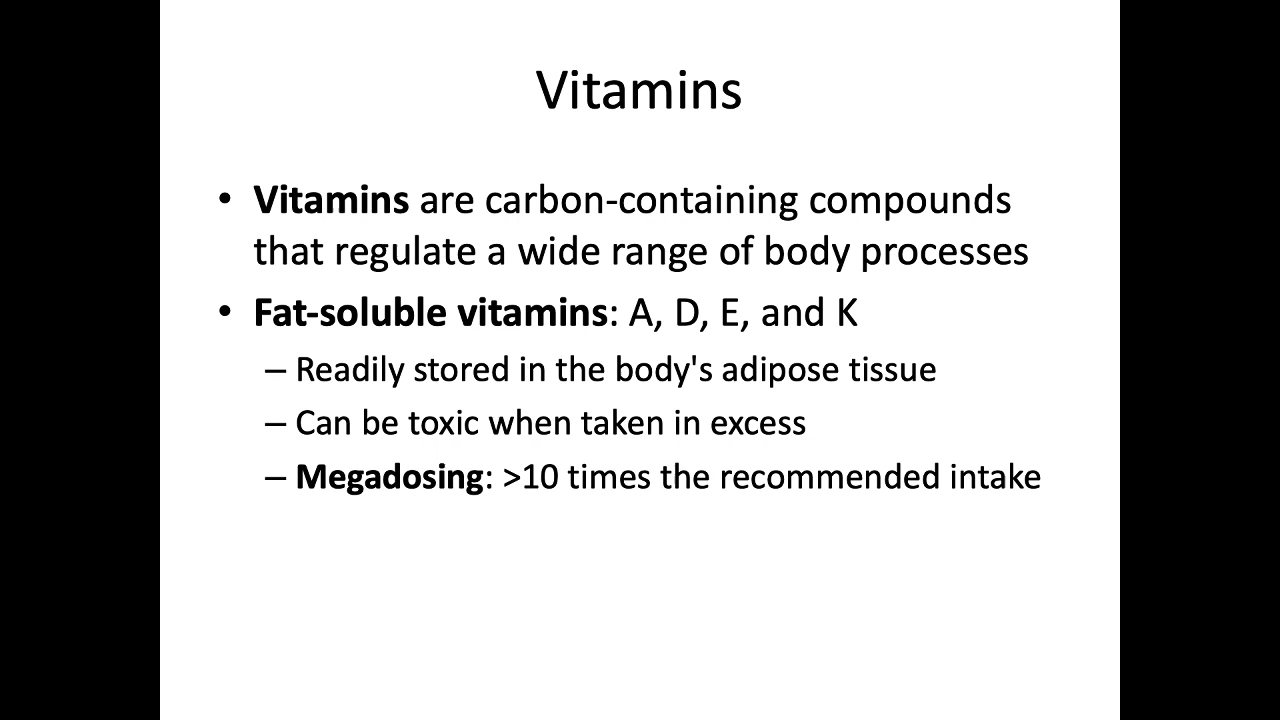 Vitamins
• Vitamins are carbon-containing compounds
that regulate a wide range of body processes
• Fat-soluble vitamins: A, D, E, and K
– Readily stored in the body's adipose tissue
– Can be toxic when taken in excess
– Megadosing: >10 times the recommended intake